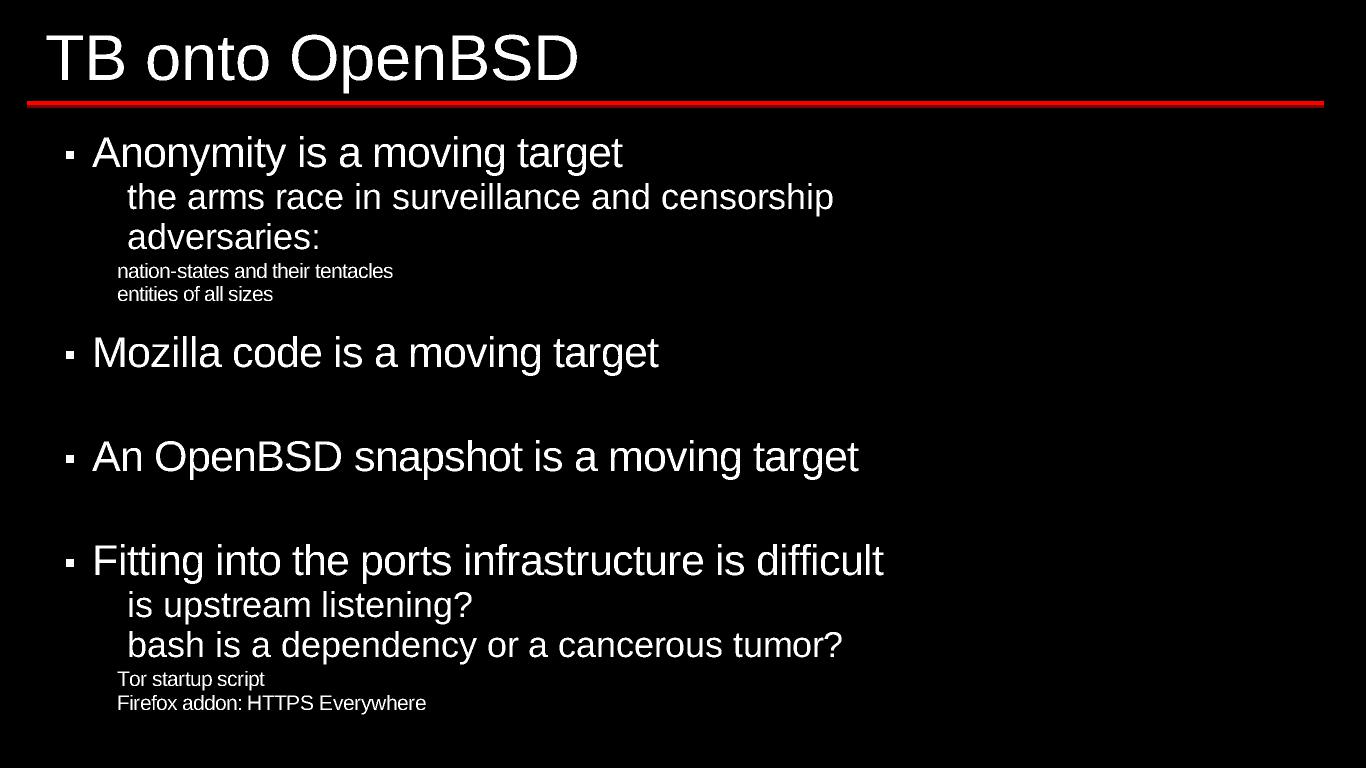 TB onto OpenBSD
▪ Anonymity is a moving target
the arms race in surveillance and censorship
adversaries:
nation-states and their tentacles
entities of all sizes
▪ Mozilla code is a moving target
▪ An OpenBSD snapshot is a moving target
▪ Fitting into the ports infrastructure is difficult
is upstream listening?
bash is a dependency or a cancerous tumor?
Tor startup script
Firefox addon: HTTPS Everywhere